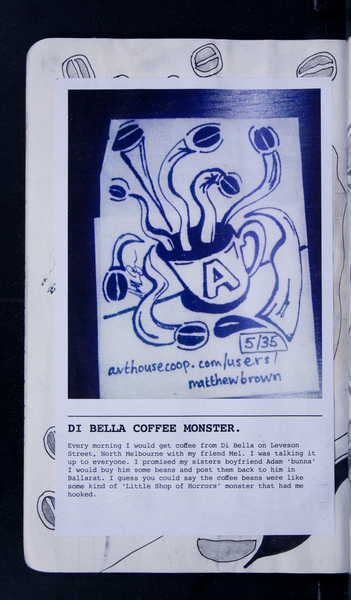 A
5/35
arthousecoop.com/users/
matthewbrown
DI BELLA COFFEE MONSTER.
Every morning I would get coffee from Di Bella on Leveson
Street, North Melbourne with my friend Mel. I was talking it
up to everyone. I promised my sisters boyfriend Adam 'bunna'
I would buy him some beans and post them back to him in
Ballarat. I guess you could say the coffee beans were like
some kind of 'Little Shop of Horrors' monster that had me
hooked.